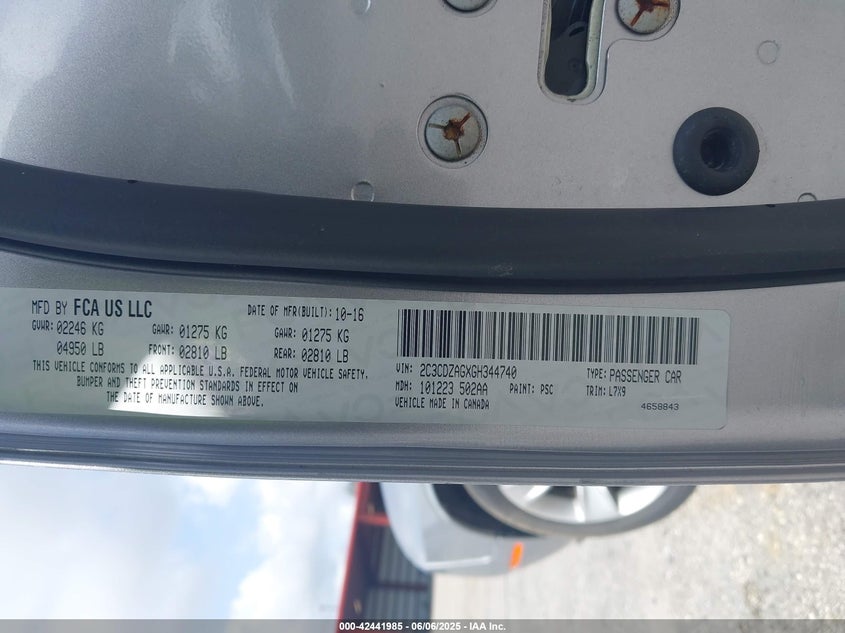 MFD BY FCA US LLC DATE OF MFR(BUILT): 10-16
GVWR: 02246 KG GAWR: 01275 KG GAWR: 01275 KG
04950 LB FRONT: 02810 LB REAR: 02810 LB
THIS VEHICLE CONFORMS TO ALL APPLICABLE U.S.A. FEDERAL MOTOR VEHICLE SAFETY,
BUMPER AND THEFT PREVENTION STANDARDS IN EFFECT ON
THE DATE OF MANUFACTURE SHOWN ABOVE.
VIN: 2C3CDZAGXGH344740 TYPE: PASSENGER CAR
MDH: 101223 502AA PAINT: PSC TRIM: L7X9
VEHICLE MADE IN CANADA 4658843
000-42441985 - 06/06/2025 - IAA Inc.